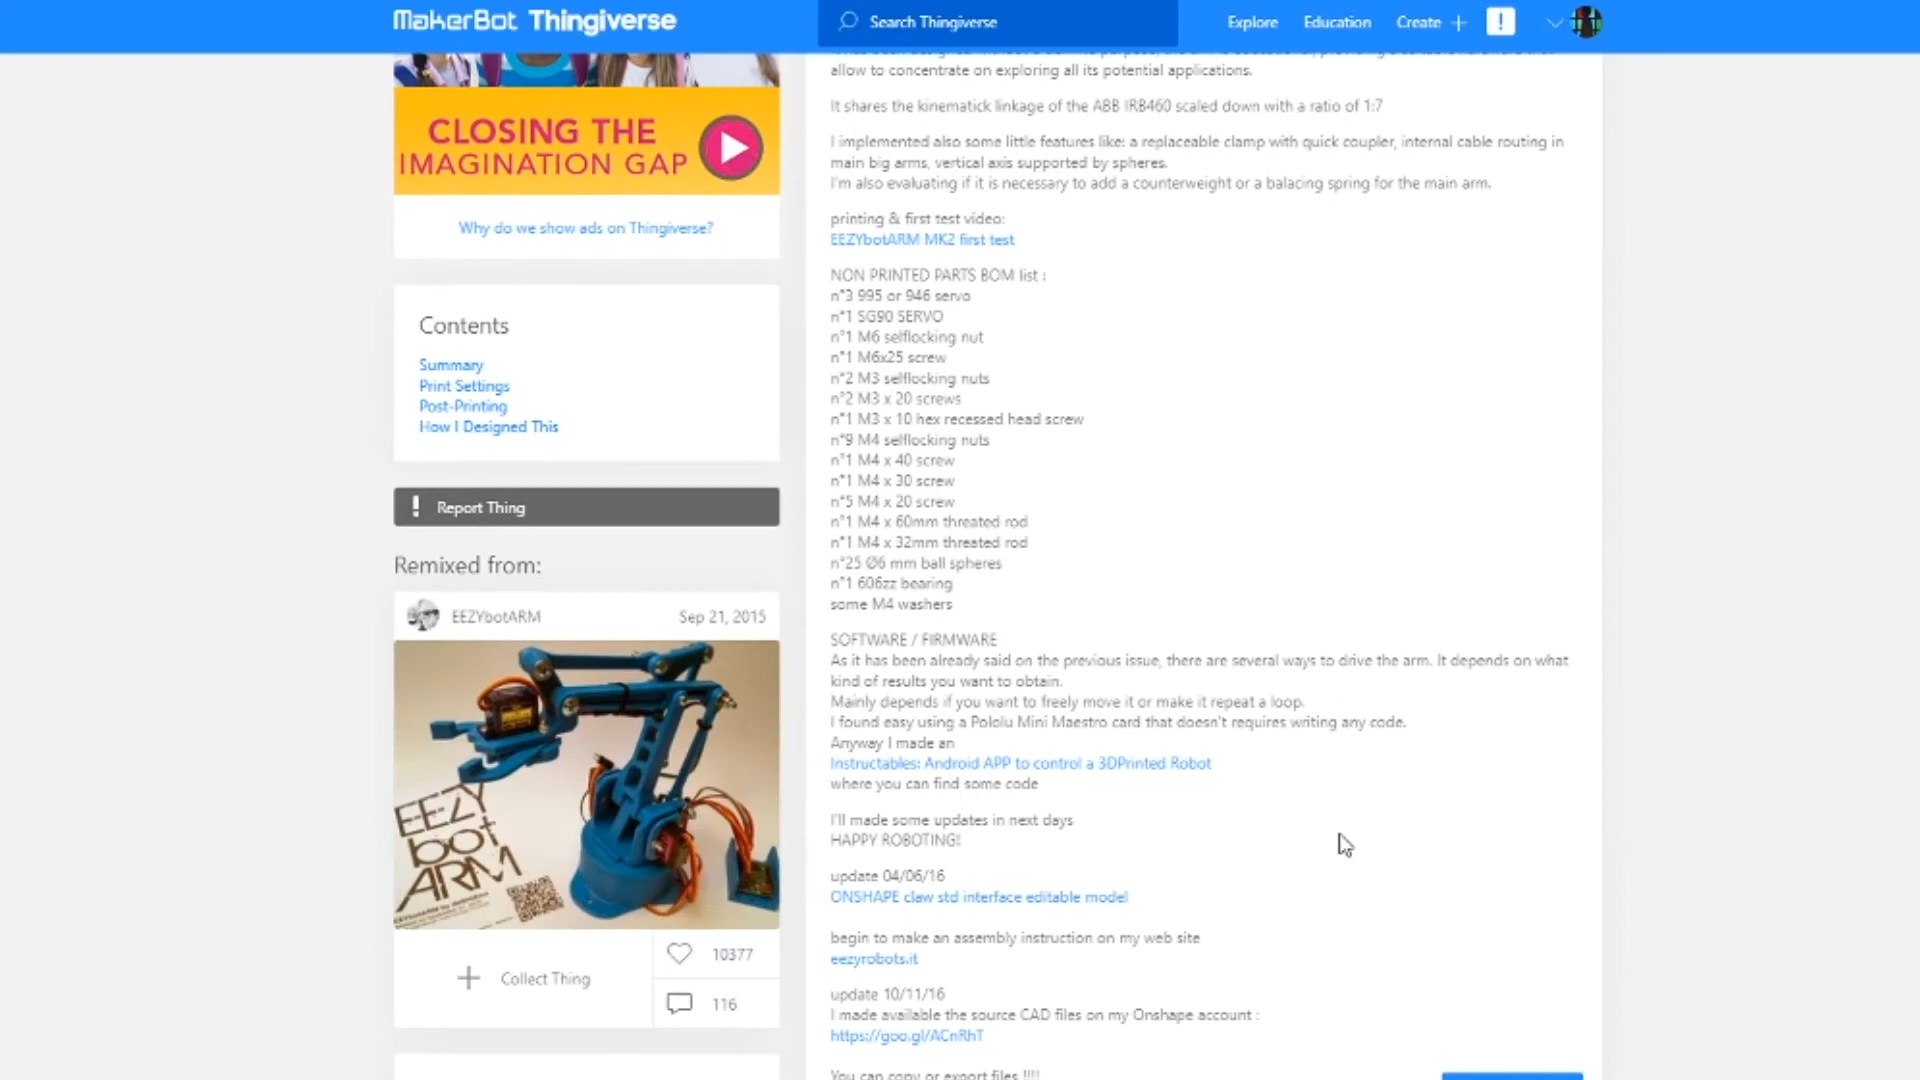 MakerBot Thingiverse
Search Thingiverse
Explore
Education
Create
CLOSING THE
IMAGINATION GAP
Why do we show ads on Thingiverse?
Contents
Summary
Print Settings
Post-Printing
How I Designed This
Report Thing
Remixed from:
EEZYbotARM
Sep 21, 2015
EEZY
bot
ARM
Collect Thing
10377
116
allow to concentrate on exploring all its potential applications.
It shares the kinematick linkage of the ABB IRB460 scaled down with a ratio of 1:7
I implemented also some little features like: a replaceable clamp with quick coupler, internal cable routing in
main big arms, vertical axis supported by spheres.
I'm also evaluating if it is necessary to add a counterweight or a balacing spring for the main arm.
printing & first test video:
EEZYbotARM MK2 first test
NON PRINTED PARTS BOM list :
n°3 995 or 946 servo
n°1 SG90 SERVO
n°1 M6 selflocking nut
n°1 M6x25 screw
n°2 M3 selflocking nuts
n°2 M3 x 20 screws
n°1 M3 x 10 hex recessed head screw
n°9 M4 selflocking nuts
n°1 M4 x 40 screw
n°1 M4 x 30 screw
n°5 M4 x 20 screw
n°1 M4 x 60mm threated rod
n°1 M4 x 32mm threated rod
n°25 Ø6 mm ball spheres
n°1 606zz bearing
some M4 washers
SOFTWARE / FIRMWARE
As it has been already said on the previous issue, there are several ways to drive the arm. It depends on what
kind of results you want to obtain.
Mainly depends if you want to freely move it or make it repeat a loop.
I found easy using a Pololu Mini Maestro card that doesn't requires writing any code.
Anyway I made an
Instructables: Android APP to control a 3DPrinted Robot
where you can find some code
I'll made some updates in next days
HAPPY ROBOTING!
update 04/06/16
ONSHAPE claw std interface editable model
begin to make an assembly instruction on my web site
eezyrobots.it
update 10/11/16
I made available the source CAD files on my Onshape account :
https://goo.gl/ACnRhT
You can copy or export files !!!!